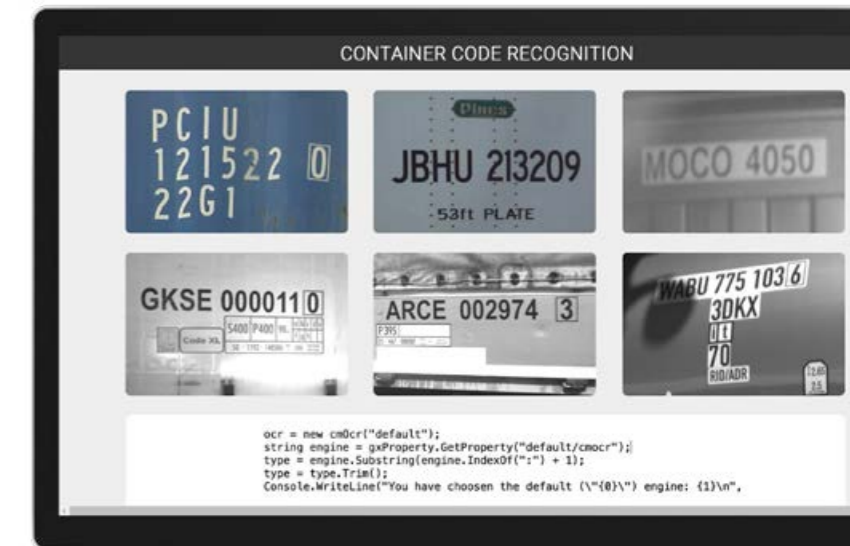 CONTAINER CODE RECOGNITION
PCIU
121522 0
22G1
Pines
JBHU 213209
53ft PLATE
MOCO 4050
GKSE 000011 0
Code XL
S400 P400
ARCE 002974 3
P395
WABU 775 103 6
3DKX
70
RID/ADR
ocr = new cmOcr("default");
string engine = gxProperty.GetProperty("default/cmocr");
type = engine.Substring(engine.IndexOf(":") + 1);
type = type.Trim();
Console.WriteLine("You have choosen the default (\"{0}\") engine: {1}\n",